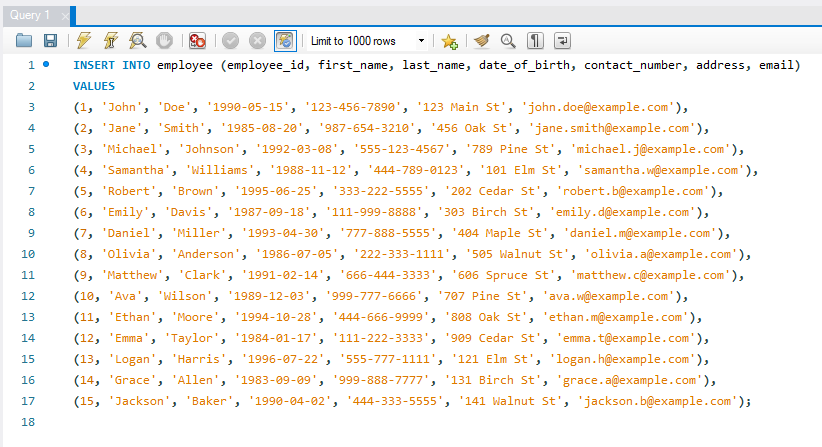 Query 1
Limit to 1000 rows
1 INSERT INTO employee (employee_id, first_name, last_name, date_of_birth, contact_number, address, email)
2 VALUES
3 (1, 'John', 'Doe', '1990-05-15', '123-456-7890', '123 Main St', 'john.doe@example.com'),
4 (2, 'Jane', 'Smith', '1985-08-20', '987-654-3210', '456 Oak St', 'jane.smith@example.com'),
5 (3, 'Michael', 'Johnson', '1992-03-08', '555-123-4567', '789 Pine St', 'michael.j@example.com'),
6 (4, 'Samantha', 'Williams', '1988-11-12', '444-789-0123', '101 Elm St', 'samantha.w@example.com'),
7 (5, 'Robert', 'Brown', '1995-06-25', '333-222-5555', '202 Cedar St', 'robert.b@example.com'),
8 (6, 'Emily', 'Davis', '1987-09-18', '111-999-8888', '303 Birch St', 'emily.d@example.com'),
9 (7, 'Daniel', 'Miller', '1993-04-30', '777-888-5555', '404 Maple St', 'daniel.m@example.com'),
10 (8, 'Olivia', 'Anderson', '1986-07-05', '222-333-1111', '505 Walnut St', 'olivia.a@example.com'),
11 (9, 'Matthew', 'Clark', '1991-02-14', '666-444-3333', '606 Spruce St', 'matthew.c@example.com'),
12 (10, 'Ava', 'Wilson', '1989-12-03', '999-777-6666', '707 Pine St', 'ava.w@example.com'),
13 (11, 'Ethan', 'Moore', '1994-10-28', '444-666-9999', '808 Oak St', 'ethan.m@example.com'),
14 (12, 'Emma', 'Taylor', '1984-01-17', '111-222-3333', '909 Cedar St', 'emma.t@example.com'),
15 (13, 'Logan', 'Harris', '1996-07-22', '555-777-1111', '121 Elm St', 'logan.h@example.com'),
16 (14, 'Grace', 'Allen', '1983-09-09', '999-888-7777', '131 Birch St', 'grace.a@example.com'),
17 (15, 'Jackson', 'Baker', '1990-04-02', '444-333-5555', '141 Walnut St', 'jackson.b@example.com');
18